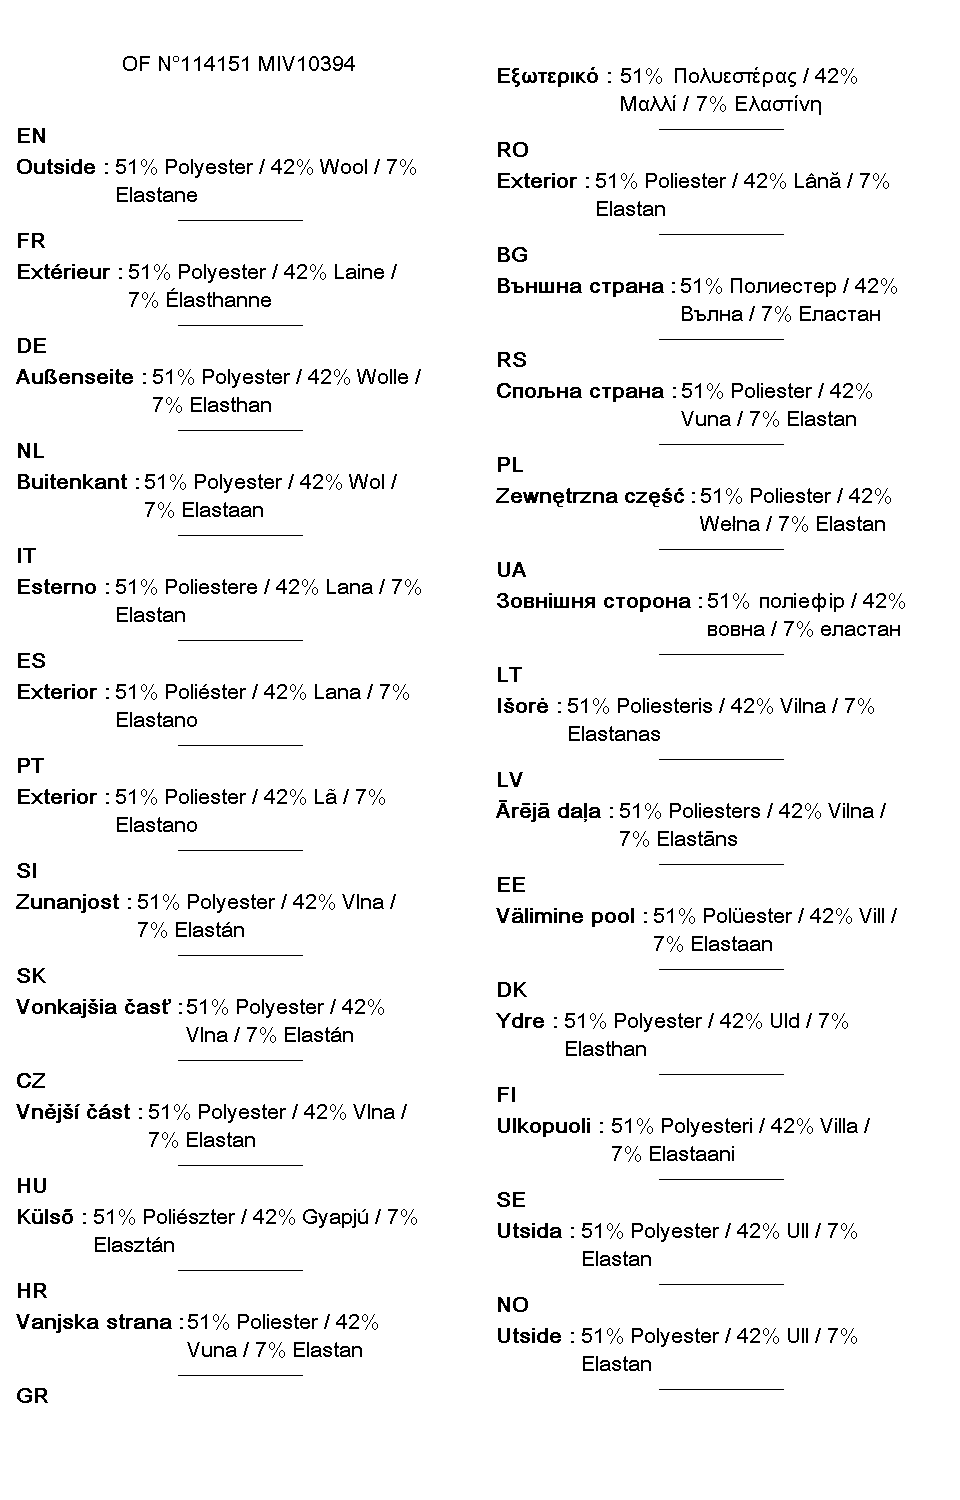 OF N°114151 MIV10394
EN
Outside : 51% Polyester / 42% Wool / 7%
Elastane
FR
Extérieur : 51% Polyester / 42% Laine /
7% Élasthanne
DE
Außenseite : 51% Polyester / 42% Wolle /
7% Elasthan
NL
Buitenkant : 51% Polyester / 42% Wol /
7% Elastaan
IT
Esterno : 51% Poliestere / 42% Lana / 7%
Elastan
ES
Exterior : 51% Poliéster / 42% Lana / 7%
Elastano
PT
Exterior : 51% Poliester / 42% Lã / 7%
Elastano
SI
Zunanjost : 51% Polyester / 42% Vlna /
7% Elastán
SK
Vonkajšia časť : 51% Polyester / 42%
Vlna / 7% Elastán
CZ
Vnější část : 51% Polyester / 42% Vlna /
7% Elastan
HU
Külső : 51% Poliészter / 42% Gyapjú / 7%
Elasztán
HR
Vanjska strana : 51% Poliester / 42%
Vuna / 7% Elastan
GR
Εξωτερικό : 51% Πολυεστέρας / 42%
Μαλλί / 7% Ελαστίνη
RO
Exterior : 51% Poliester / 42% Lână / 7%
Elastan
BG
Външна страна : 51% Полиестер / 42%
Вълна / 7% Еластан
RS
Спољна страна : 51% Poliester / 42%
Vuna / 7% Elastan
PL
Zewnętrzna część : 51% Poliester / 42%
Wełna / 7% Elastan
UA
Зовнішня сторона : 51% поліефір / 42%
вовна / 7% еластан
LT
Išorė : 51% Poliesteris / 42% Vilna / 7%
Elastanas
LV
Ārējā daļa : 51% Poliesters / 42% Vilna /
7% Elastāns
EE
Välimine pool : 51% Polüester / 42% Vill /
7% Elastaan
DK
Ydre : 51% Polyester / 42% Uld / 7%
Elasthan
FI
Ulkopuoli : 51% Polyesteri / 42% Villa /
7% Elastaani
SE
Utsida : 51% Polyester / 42% Ull / 7%
Elastan
NO
Utside : 51% Polyester / 42% Ull / 7%
Elastan